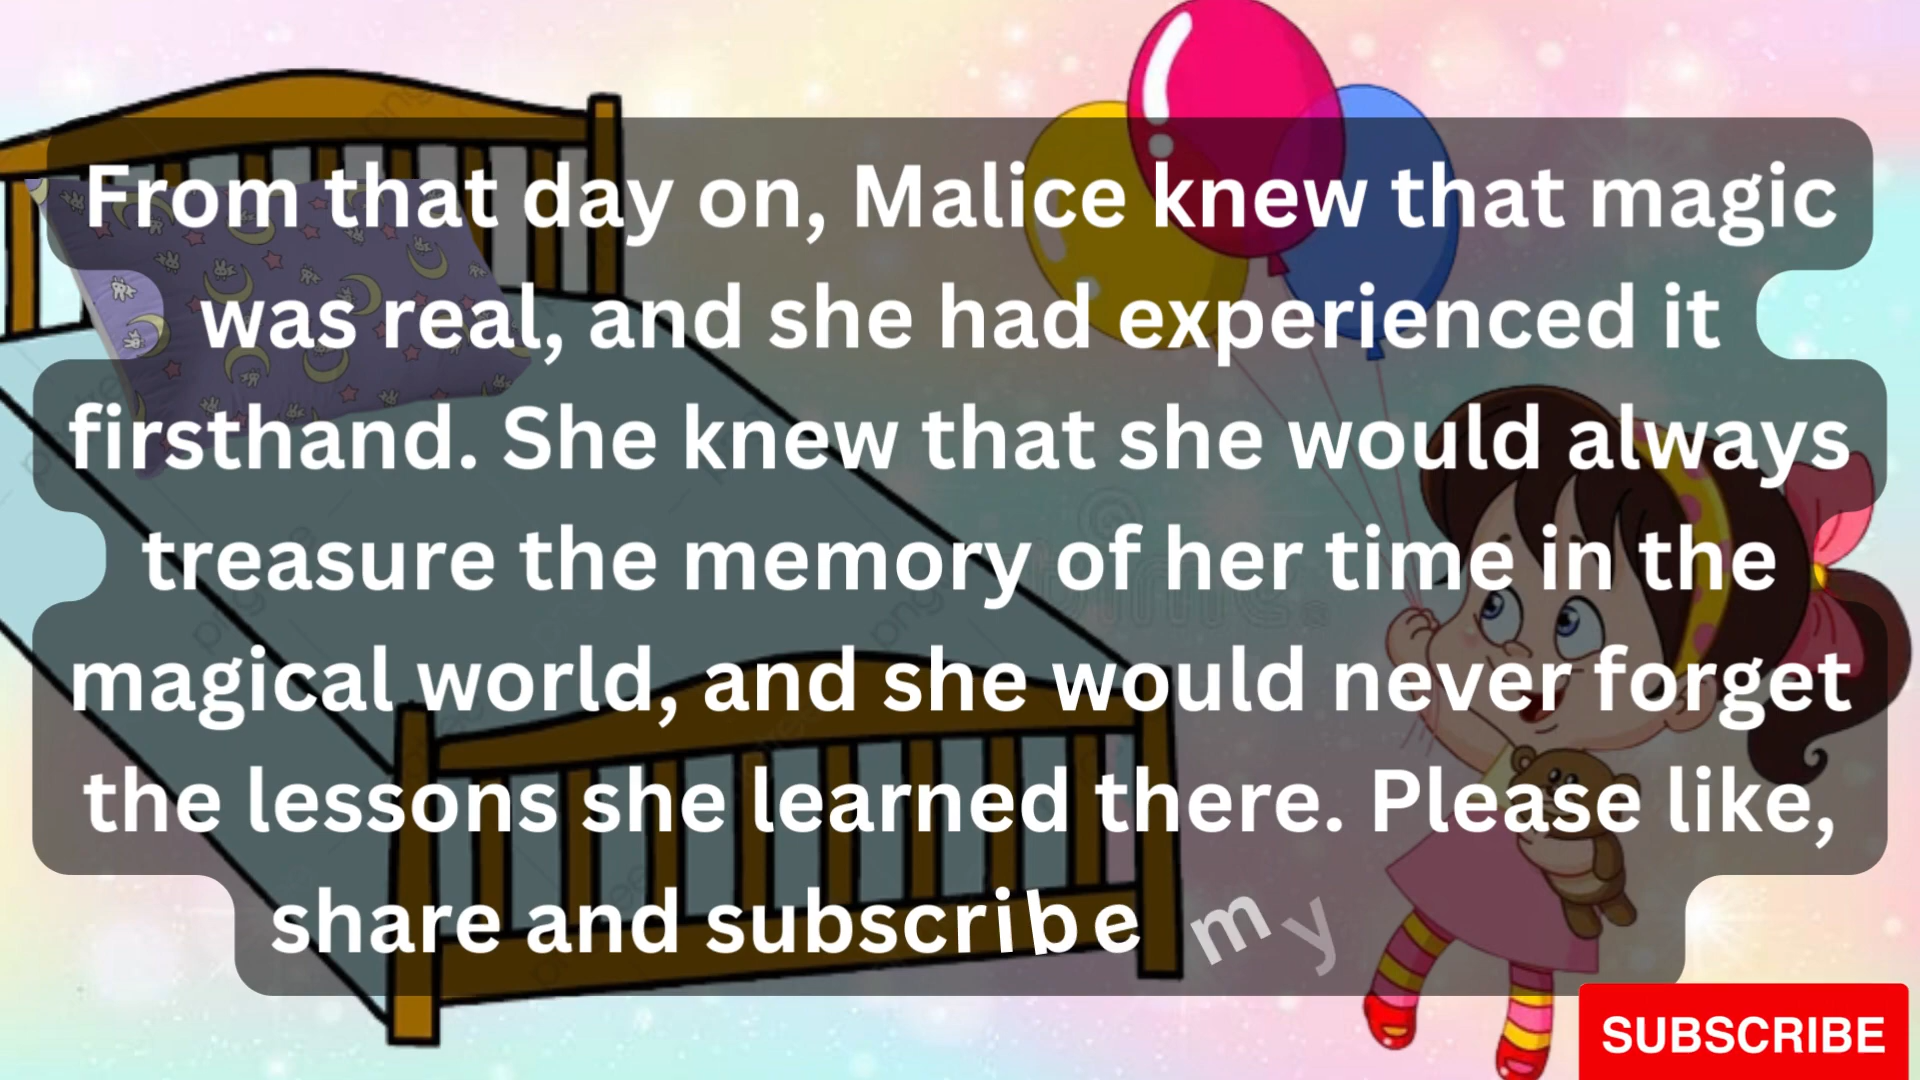 From that day on, Malice knew that magic
was real, and she had experienced it
firsthand. She knew that she would always
treasure the memory of her time in the
magical world, and she would never forget
the lessons she learned there. Please like,
share and subscribe my
SUBSCRIBE